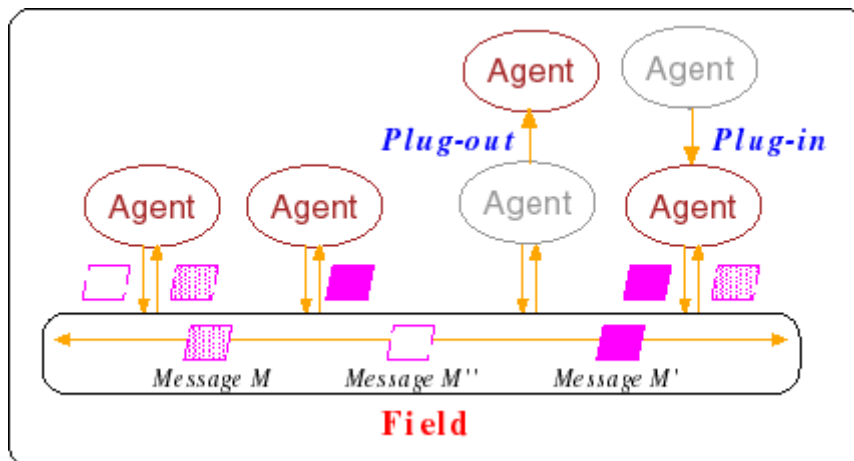 Agent
Agent
Plug-out
Plug-in
Agent
Agent
Agent
Agent
Message M
Message M''
Message M'
Field